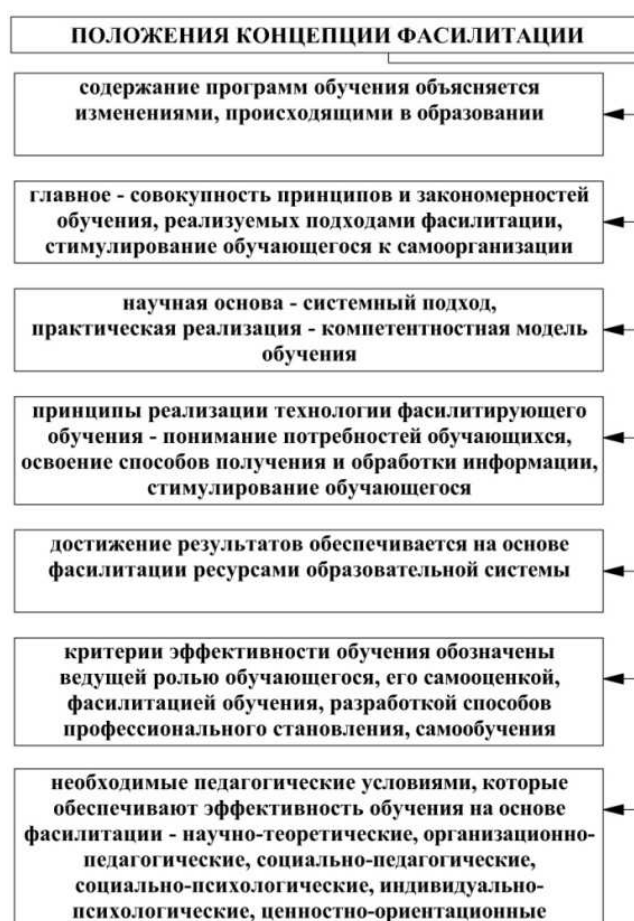 ПОЛОЖЕНИЯ КОНЦЕПЦИИ ФАСИЛИТАЦИИ
содержание программ обучения объясняется
изменениями, происходящими в образовании
главное - совокупность принципов и закономерностей
обучения, реализуемых подходами фасилитации,
стимулирование обучающегося к самоорганизации
научная основа - системный подход,
практическая реализация - компетентностная модель
обучения
принципы реализации технологии фасилитирующего
обучения - понимание потребностей обучающихся,
освоение способов получения и обработки информации,
стимулирование обучающегося
достижение результатов обеспечивается на основе
фасилитации ресурсами образовательной системы
критерии эффективности обучения обозначены
ведущей ролью обучающегося, его самооценкой,
фасилитацией обучения, разработкой способов
профессионального становления, самообучения
необходимые педагогические условиями, которые
обеспечивают эффективность обучения на основе
фасилитации - научно-теоретические, организационно-
педагогические, социально-педагогические,
социально-психологические, индивидуально-
психологические, ценностно-ориентационные